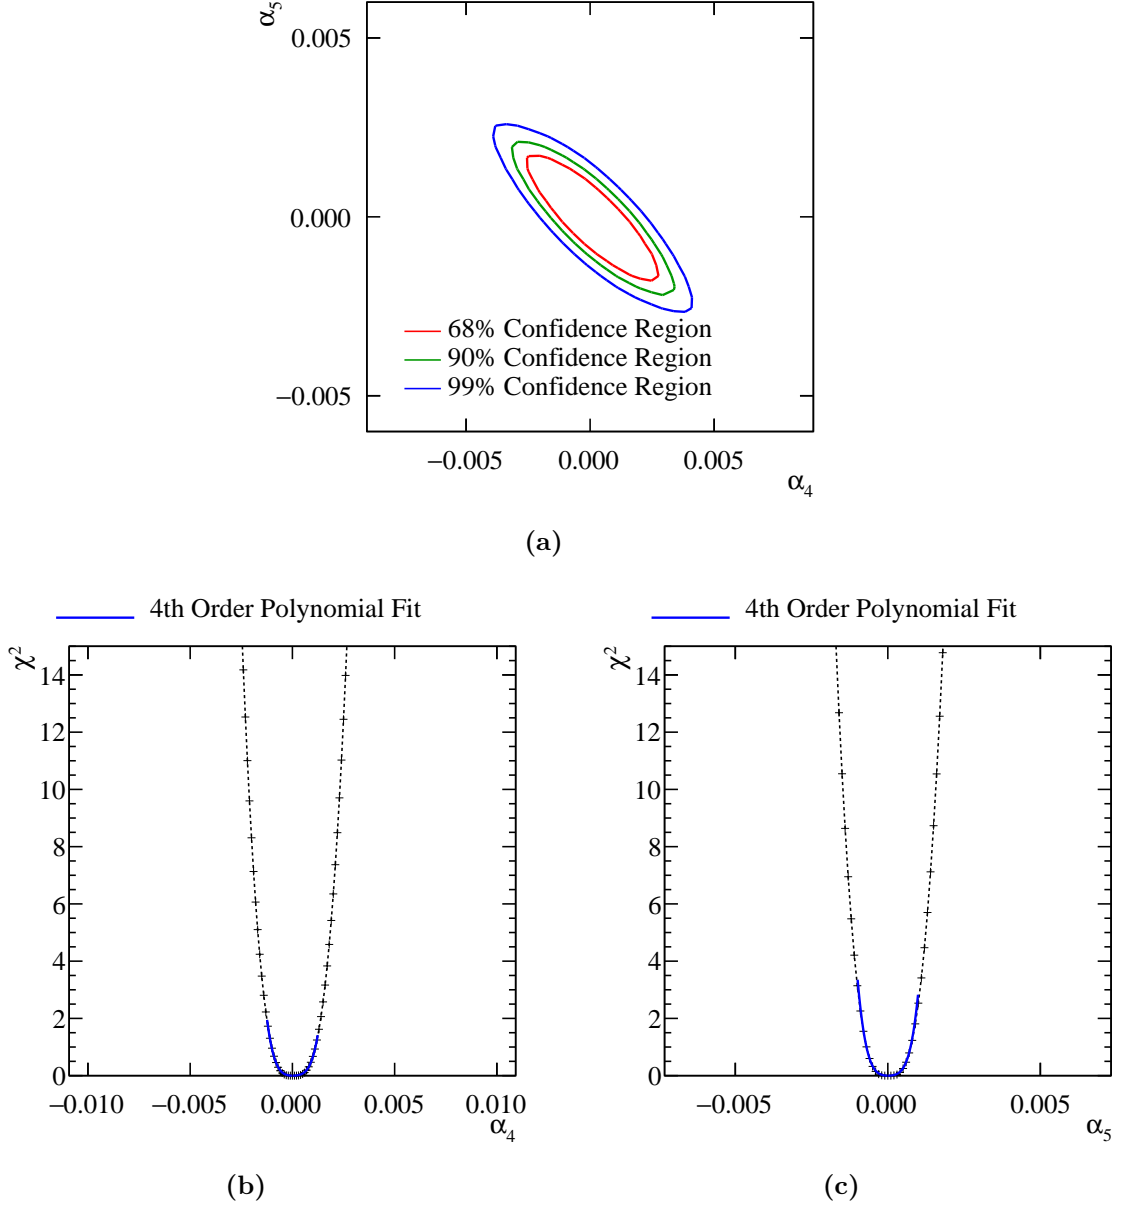 α₅
0.005
0.000
−0.005
68% Confidence Region
90% Confidence Region
99% Confidence Region
−0.005 0.000 0.005
α₄
(a)
4th Order Polynomial Fit
χ²
14
12
10
8
6
4
2
0
−0.010 −0.005 0.000 0.005 0.010
α₄
(b)
4th Order Polynomial Fit
χ²
14
12
10
8
6
4
2
0
−0.005 0.000 0.005
α₅
(c)